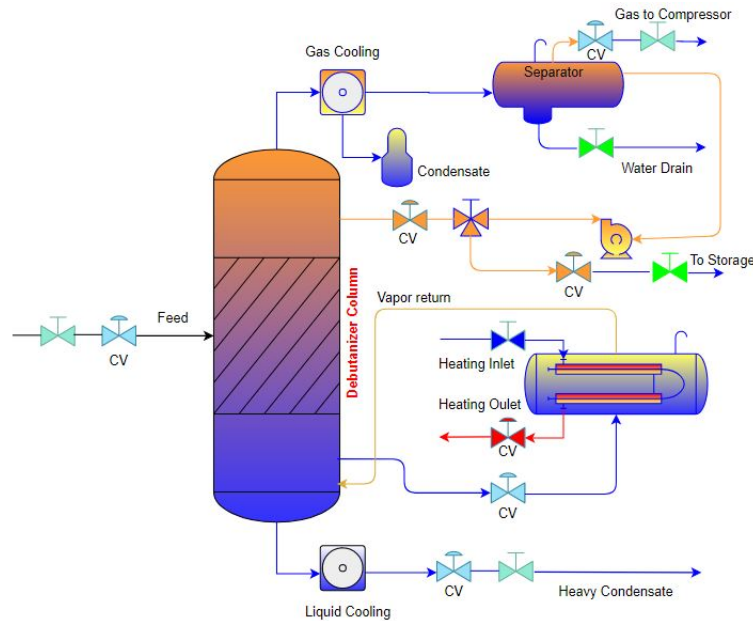 Gas to Compressor
Gas Cooling
CV
Separator
Condensate
Water Drain
CV
To Storage
CV
Vapor return
Feed
CV
Debutanizer Column
Heating Inlet
Heating Oulet
CV
CV
Liquid Cooling
CV
Heavy Condensate